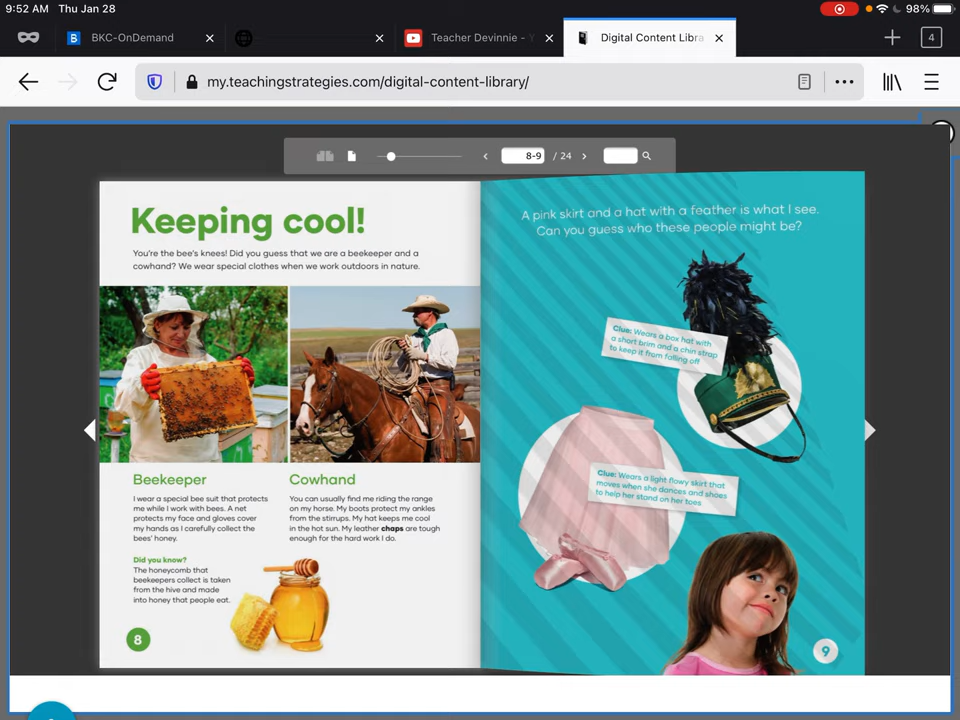 9:52 AM Thu Jan 28
98%
BKC-OnDemand
Teacher Devinnie - Y
Digital Content Libra
4
my.teachingstrategies.com/digital-content-library/
8-9 / 24
Keeping cool!
You're the bee's knees! Did you guess that we are a beekeeper and a
cowhand? We wear special clothes when we work outdoors in nature.
Beekeeper
I wear a special bee suit that protects
me while I work with bees. A net
protects my face and gloves cover
my hands as I carefully collect the
bees' honey.
Did you know?
The honeycomb that
beekeepers collect is taken
from the hive and made
into honey that people eat.
8
Cowhand
You can usually find me riding the range
on my horse. My boots protect my ankles
from the stirrups. My hat keeps me cool
in the hot sun. My leather chaps are tough
enough for the hard work I do.
A pink skirt and a hat with a feather is what I see.
Can you guess who these people might be?
Clue: Wears a box hat with
a short brim and a chin strap
to keep it from falling off
Clue: Wears a light flowy skirt that
moves when she dances and shoes
to help her stand on her toes
9